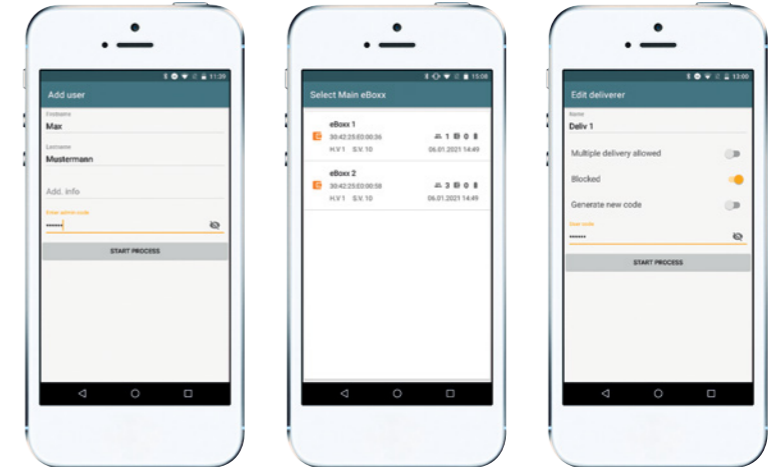 11:39
Add user
Firstname
Max
Lastname
Mustermann
Add. info
Enter admin code
••••••
START PROCESS
15:08
Select Main eBoxx
eBoxx 1
30:42:25:E0:00:36
1 0
H.V 1 S.V. 10
06.01.2021 14:49
eBoxx 2
30:42:25:E0:00:58
3 0
H.V 1 S.V. 10
06.01.2021 14:49
13:00
Edit deliverer
Name
Deliv 1
Multiple delivery allowed
Blocked
Generate new code
••••••
START PROCESS